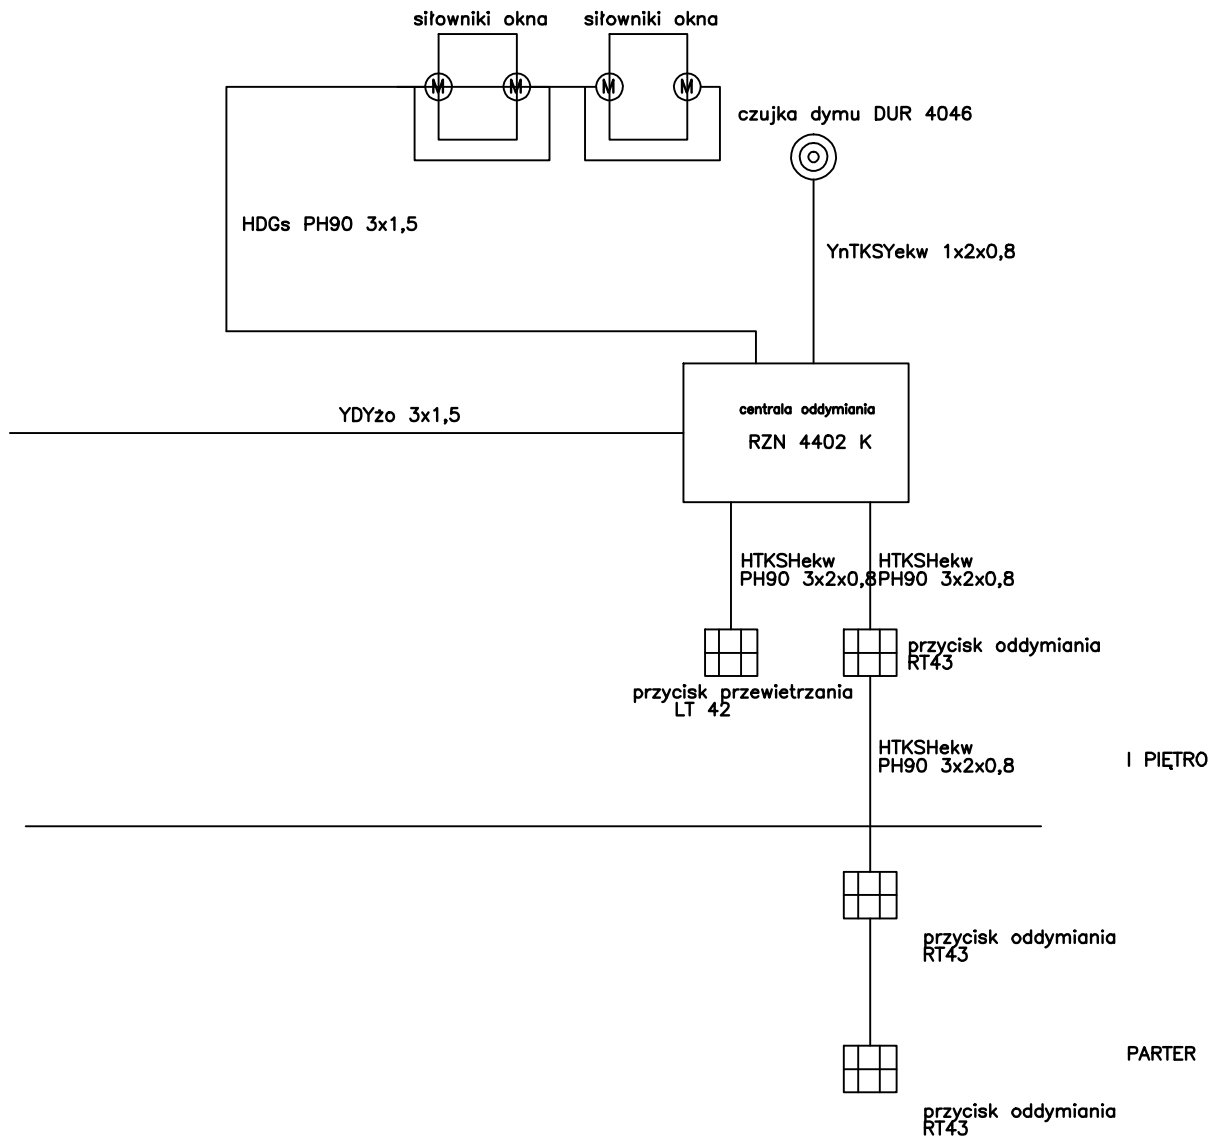 siłowniki okna siłowniki okna
M M M M
czujka dymu DUR 4046
HDGs PH90 3x1,5
YnTKSYekw 1x2x0,8
YDYżo 3x1,5
centrala oddymiania
RZN 4402 K
HTKSHekw
PH90 3x2x0,8
HTKSHekw
PH90 3x2x0,8
przycisk oddymiania
RT43
przycisk przewietrzania
LT 42
HTKSHekw
PH90 3x2x0,8
I PIĘTRO
przycisk oddymiania
RT43
PARTER
przycisk oddymiania
RT43